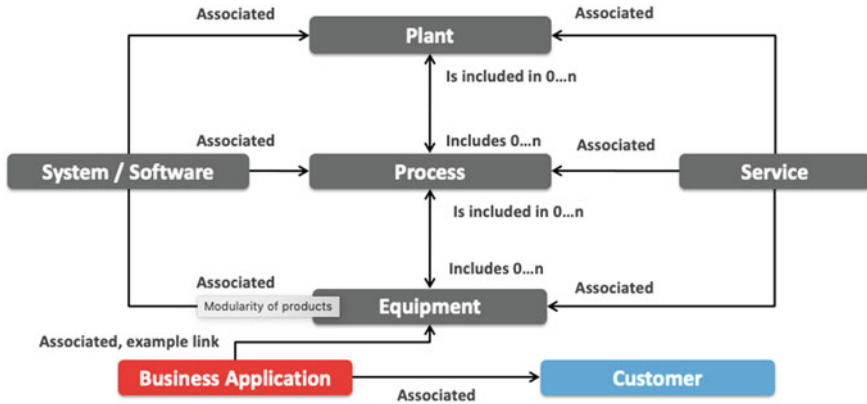 Associated
Associated
Plant
Is included in 0...n
Associated
Includes 0...n
Associated
System / Software
Process
Service
Is included in 0...n
Associated
Includes 0...n
Associated
Modularity of products
Equipment
Associated, example link
Business Application
Customer
Associated